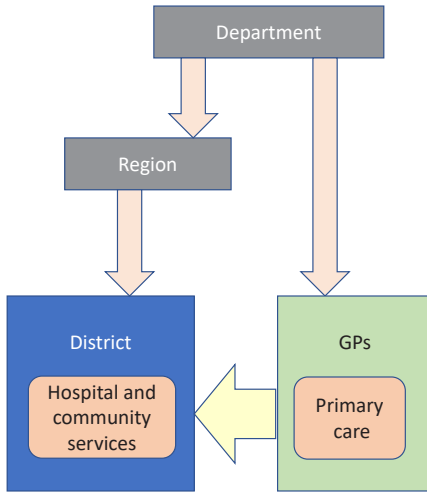 Department
Region
District
GPs
Hospital and
community
services
Primary
care